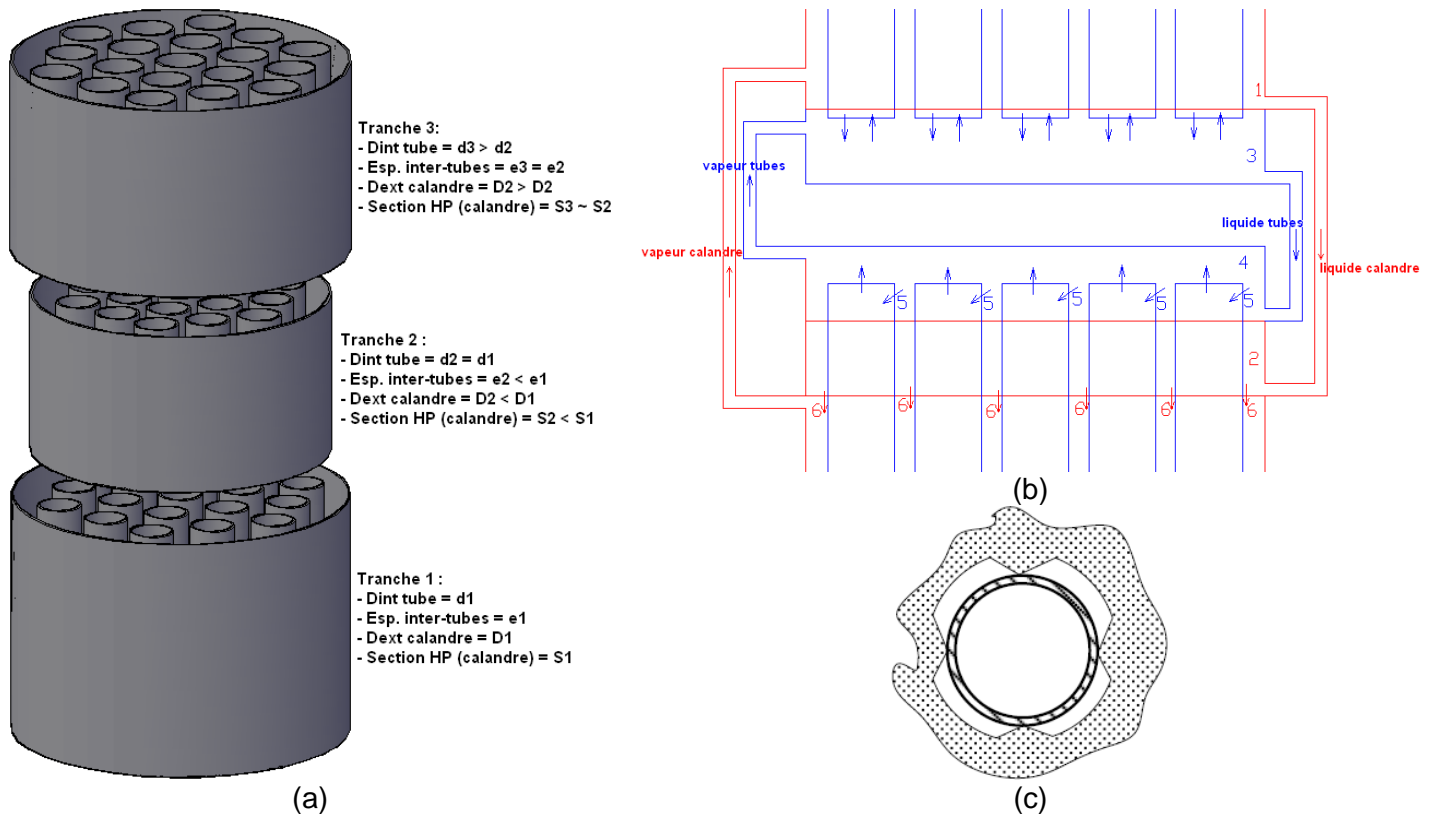 Tranche 3:
- Dint tube = d3 > d2
- Esp. inter-tubes = e3 = e2
- Dext calandre = D2 > D2
- Section HP (calandre) = S3 ~ S2
Tranche 2 :
- Dint tube = d2 = d1
- Esp. inter-tubes = e2 < e1
- Dext calandre = D2 < D1
- Section HP (calandre) = S2 < S1
Tranche 1 :
- Dint tube = d1
- Esp. inter-tubes = e1
- Dext calandre = D1
- Section HP (calandre) = S1
(a)
1
3
vapeur tubes
liquide tubes
vapeur calandre
4
liquide calandre
5 5 5 5 5
2
6 6 6 6 6 6
(b)
(c)